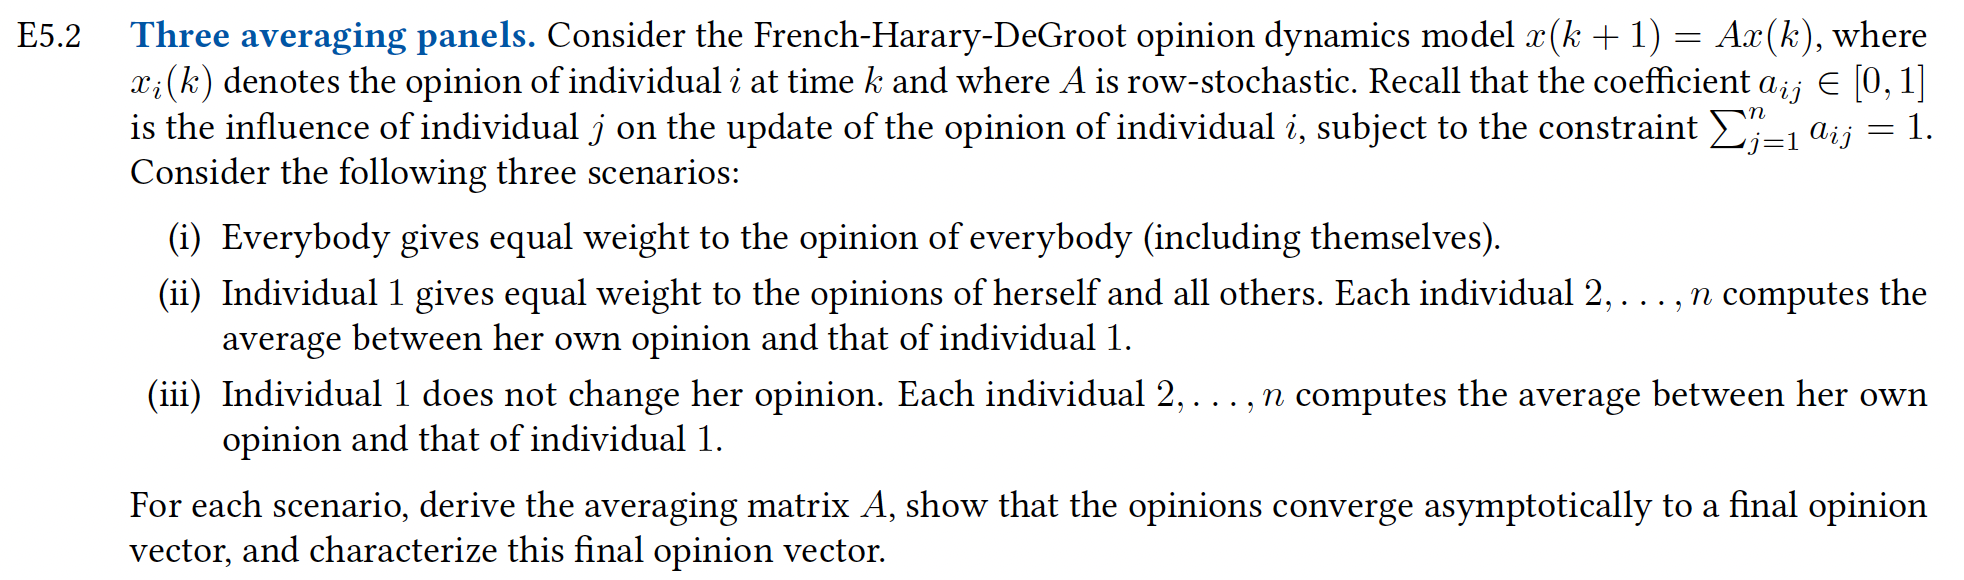 E5.2 Three averaging panels. Consider the French-Harary-DeGroot opinion dynamics model x(k + 1) = Ax(k), where
x_i(k) denotes the opinion of individual i at time k and where A is row-stochastic. Recall that the coefficient a_{ij} ∈ [0, 1]
is the influence of individual j on the update of the opinion of individual i, subject to the constraint ∑_{j=1}^{n} a_{ij} = 1.
Consider the following three scenarios:
(i) Everybody gives equal weight to the opinion of everybody (including themselves).
(ii) Individual 1 gives equal weight to the opinions of herself and all others. Each individual 2, . . . , n computes the
average between her own opinion and that of individual 1.
(iii) Individual 1 does not change her opinion. Each individual 2, . . . , n computes the average between her own
opinion and that of individual 1.
For each scenario, derive the averaging matrix A, show that the opinions converge asymptotically to a final opinion
vector, and characterize this final opinion vector.